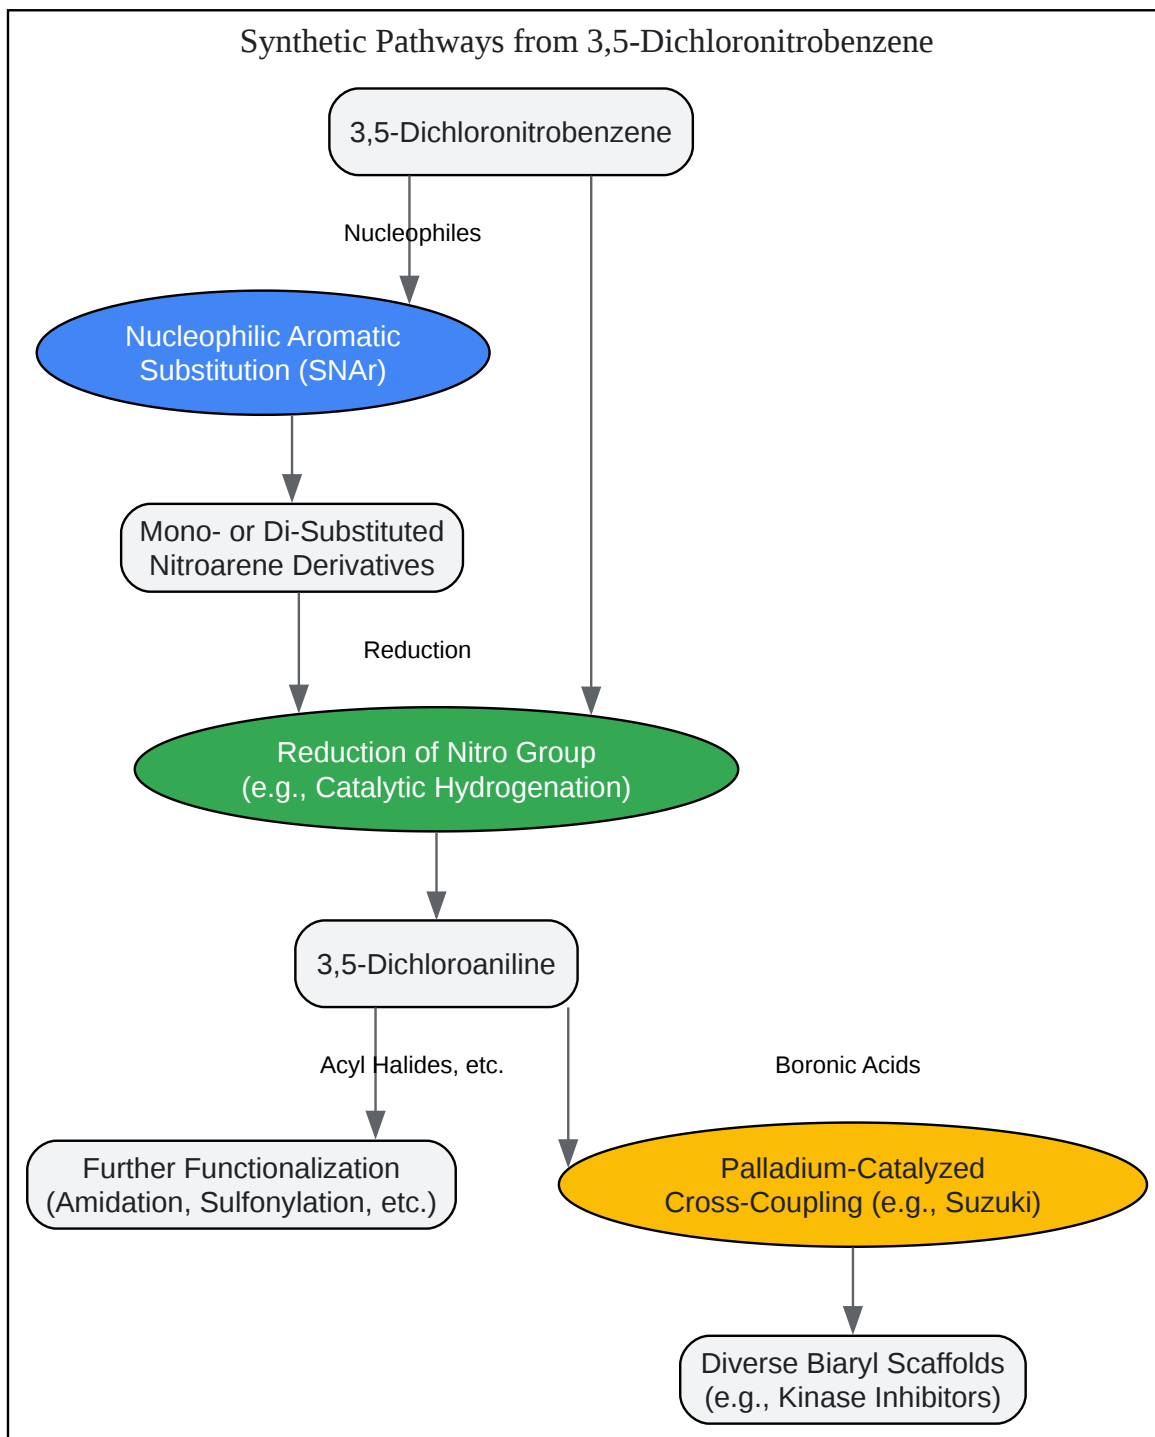 Synthetic Pathways from 3,5-Dichloronitrobenzene
3,5-Dichloronitrobenzene
Nucleophiles
Nucleophilic Aromatic
Substitution (SNAr)
Mono- or Di-Substituted
Nitroarene Derivatives
Reduction
Reduction of Nitro Group
(e.g., Catalytic Hydrogenation)
3,5-Dichloroaniline
Acyl Halides, etc.
Boronic Acids
Further Functionalization
(Amidation, Sulfonylation, etc.)
Palladium-Catalyzed
Cross-Coupling (e.g., Suzuki)
Diverse Biaryl Scaffolds
(e.g., Kinase Inhibitors)